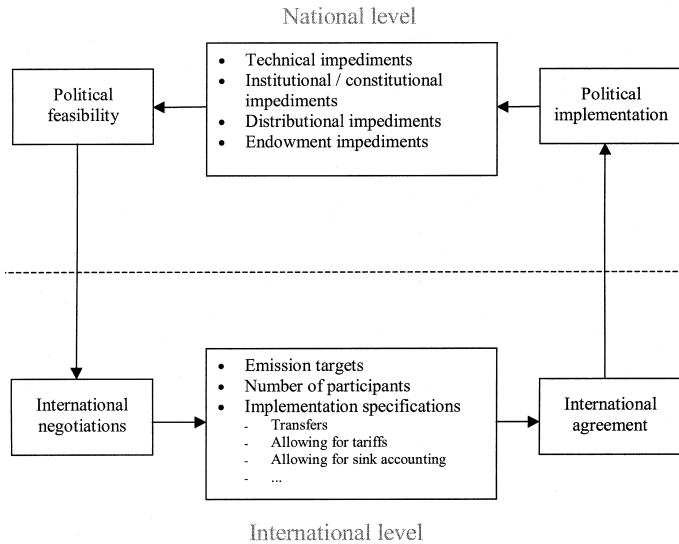 National level
Political
feasibility
• Technical impediments
• Institutional / constitutional
impediments
• Distributional impediments
• Endowment impediments
Political
implementation
International
negotiations
• Emission targets
• Number of participants
• Implementation specifications
- Transfers
- Allowing for tariffs
- Allowing for sink accounting
- ...
International
agreement
International level